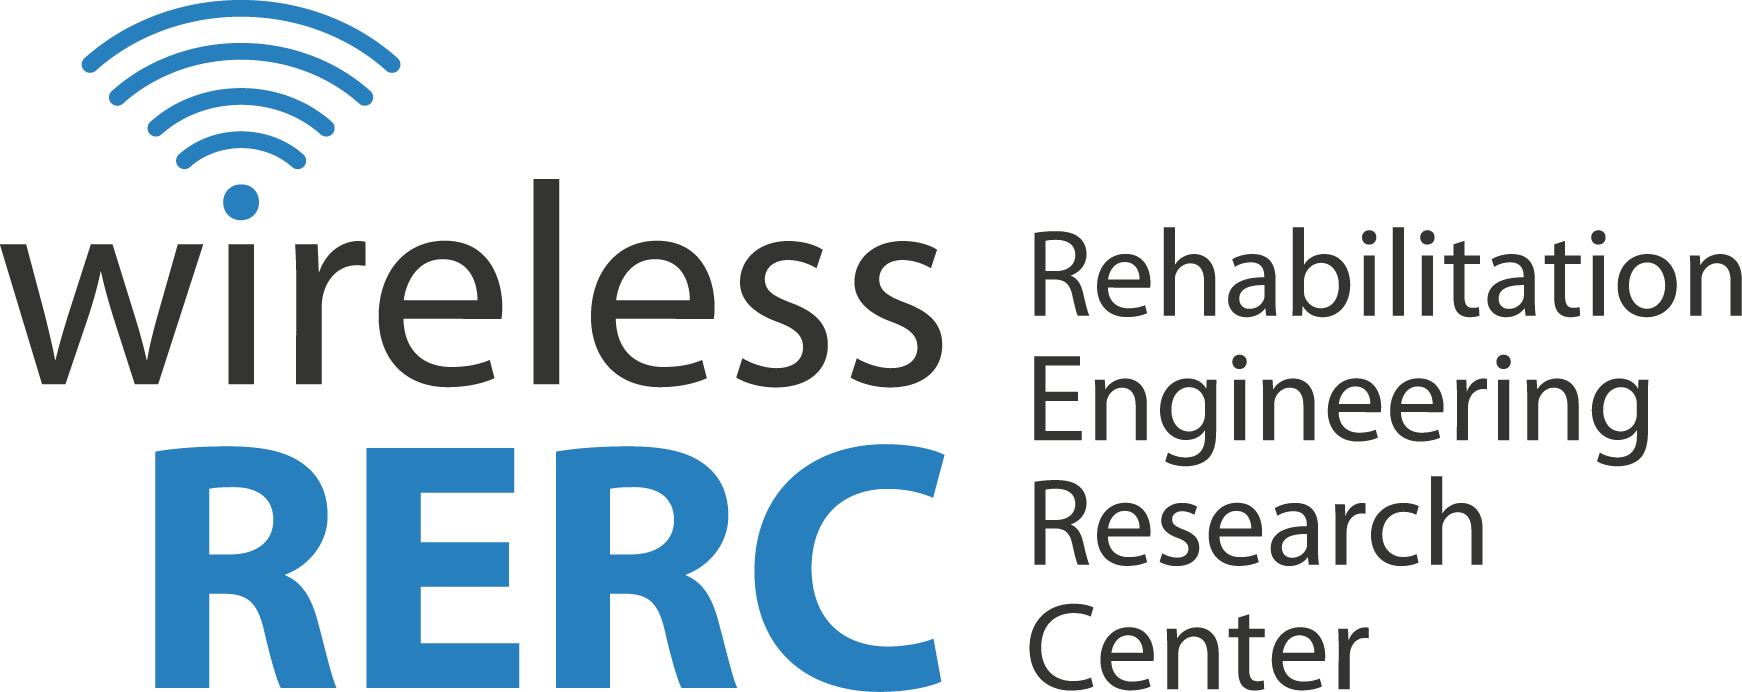 wireless
RERC
Rehabilitation
Engineering
Research
Center